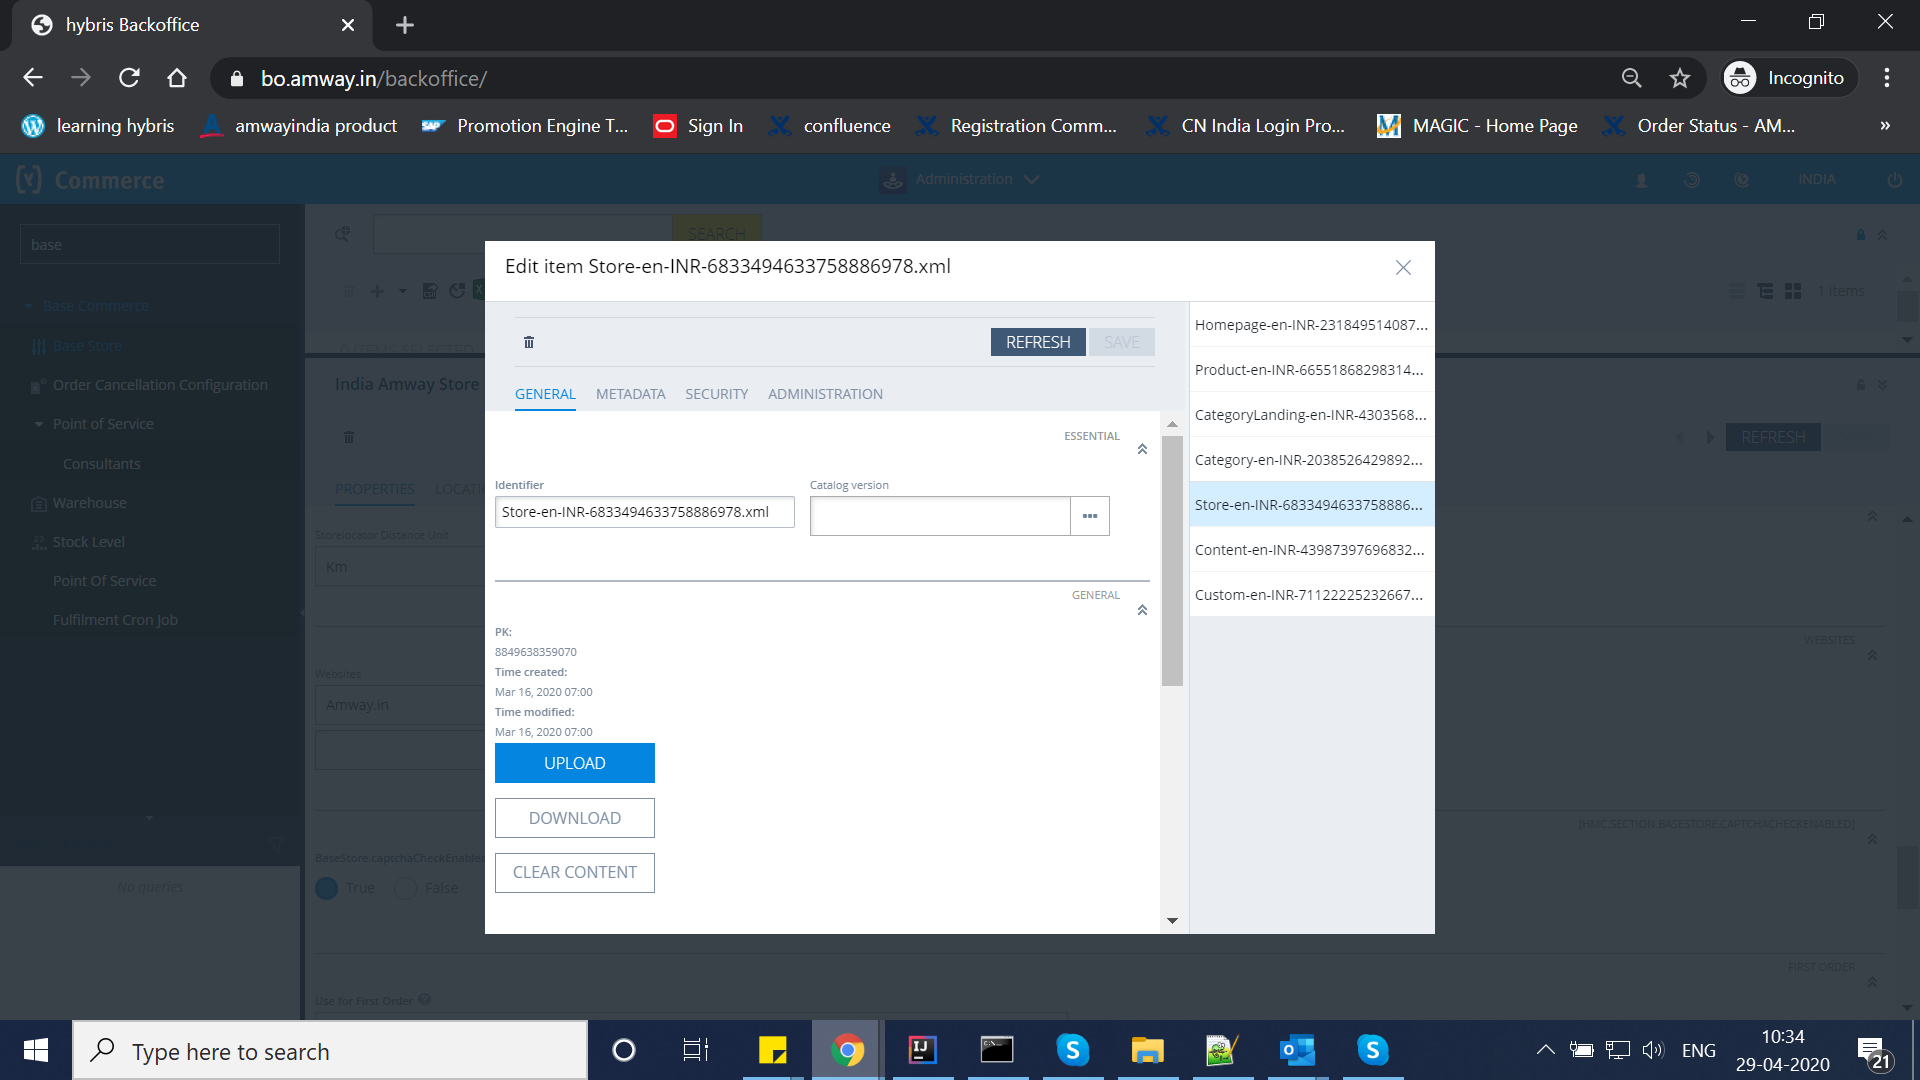 hybris Backoffice
bo.amway.in/backoffice/
Incognito
learning hybris
amwayindia product
Promotion Engine T...
Sign In
confluence
Registration Comm...
CN India Login Pro...
MAGIC - Home Page
Order Status - AM...
»
Commerce
Administration
INDIA
base
SEARCH
1 items
0 ITEMS SELECTED
Base Commerce
Base Store
Order Cancellation Configuration
Point of Service
Consultants
Warehouse
Stock Level
Point Of Service
Fulfilment Cron Job
No queries
India Amway Store
REFRESH
PROPERTIES
LOCATIO
Storelocator Distance Unit
Km
WEBSITES
Websites
Amway.in
[HMC.SECTION.BASESTORE.CAPTCHACHECKENABLED]
BaseStore.captchaCheckEnabled
True
False
FIRST ORDER
Use for First Order
Edit item Store-en-INR-6833494633758886978.xml
REFRESH
SAVE
GENERAL
METADATA
SECURITY
ADMINISTRATION
ESSENTIAL
Identifier
Catalog version
Store-en-INR-6833494633758886978.xml
GENERAL
PK:
8849638359070
Time created:
Mar 16, 2020 07:00
Time modified:
Mar 16, 2020 07:00
UPLOAD
DOWNLOAD
CLEAR CONTENT
Homepage-en-INR-231849514087...
Product-en-INR-66551868298314...
CategoryLanding-en-INR-4303568...
Category-en-INR-2038526429892...
Store-en-INR-6833494633758886...
Content-en-INR-43987397696832...
Custom-en-INR-71122225232667...
Type here to search
ENG
10:34
29-04-2020
21